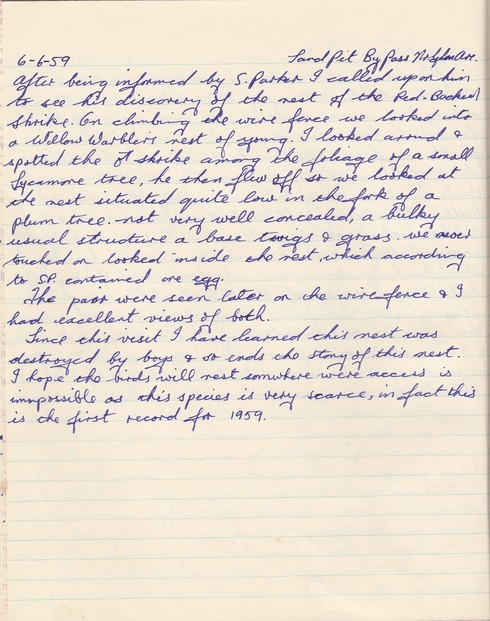 6-6-59 Sand Pit By Pass Nr Ave.
After being informed by S. Parker I called upon him
to see his discovery of the nest of the Red-Backed
Shrike. On climbing the wire fence we looked into
a Willow Warblers nest of young. I looked around &
spotted the ♂ shrike among the foliage of a small
Sycamore tree, he then flew off so we looked at
the nest situated quite low in the fork of a
plum tree. not very well concealed, a bulky
usual structure a base twigs & grass. we never
touched or looked inside the nest, which according
to S.P. contained one egg.
The pair were seen later on the wire fence & I
had excellent views of both.
Since this visit I have learned this nest was
destroyed by boys & so ends the story of this nest.
I hope the birds will nest somwhere were access is
imnpossible as this species is very scarce, in fact this
is the first record for 1959.